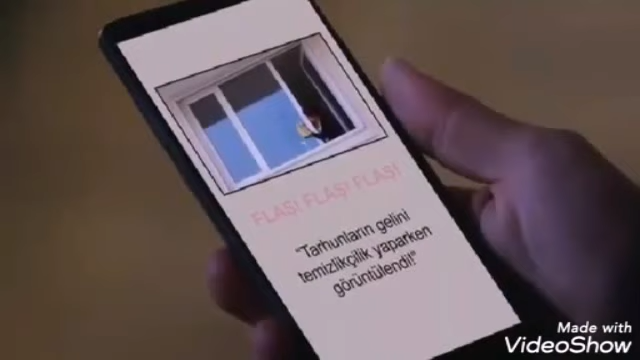 FLAŞ! FLAŞ! FLAŞ!
"Tarhunların gelini
temizlikçilik yaparken
görüntülendi!"
Made with
VideoShow